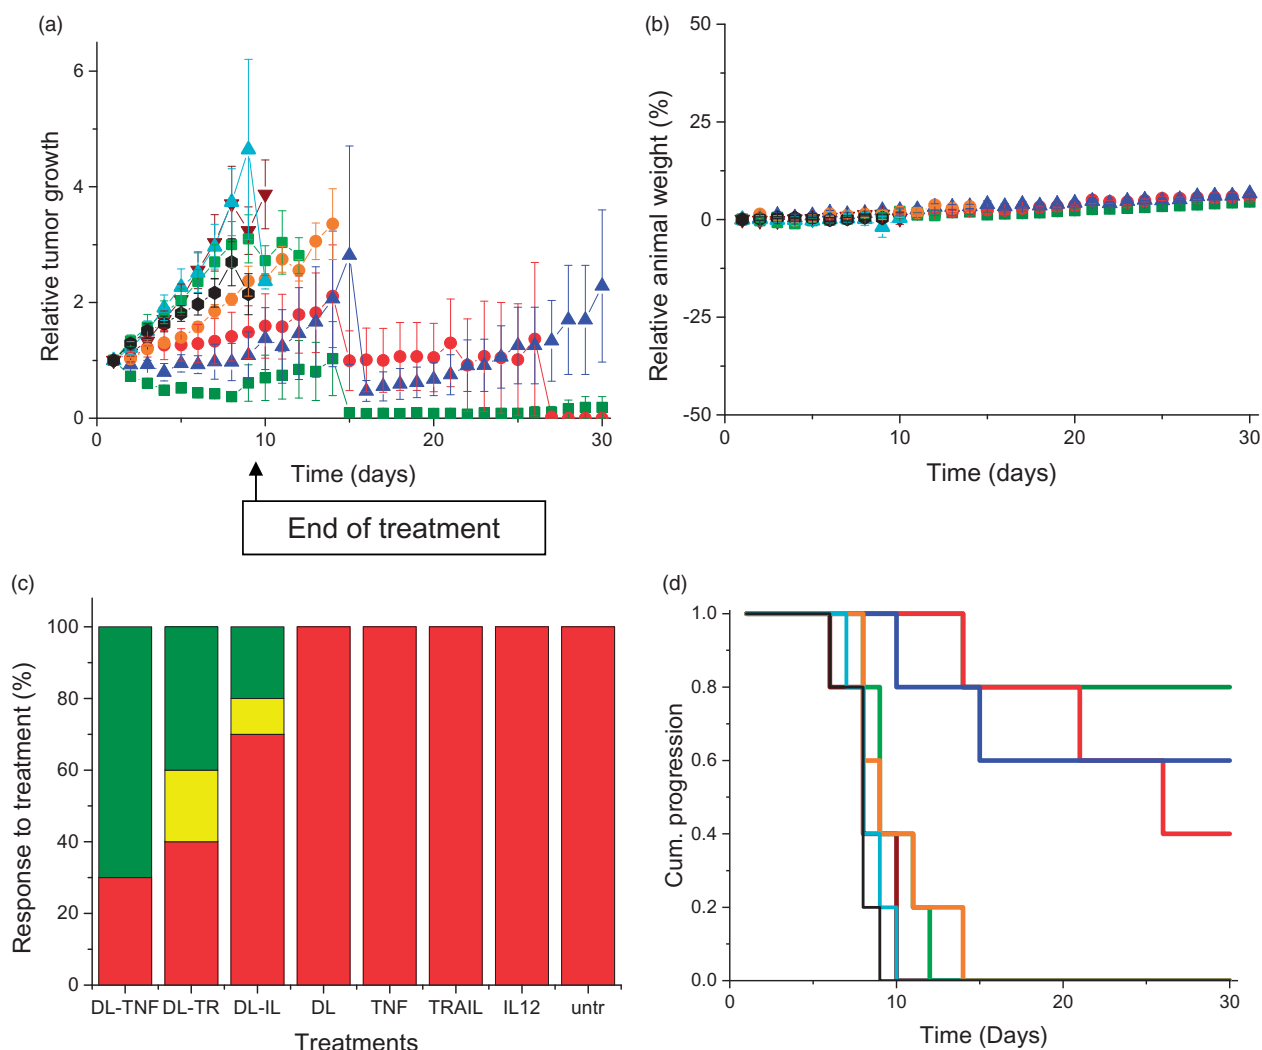 (a)
Relative tumor growth
6
4
2
0
0
10
20
30
Time (days)
End of treatment
(b)
Relative animal weight (%)
50
25
0
-25
-50
0
10
20
30
Time (days)
(c)
Response to treatment (%)
100
80
60
40
20
0
DL-TNF DL-TR DL-IL DL TNF TRAIL IL12 untr
Treatments
(d)
Cum. progression
1.0
0.8
0.6
0.4
0.2
0.0
0
10
20
30
Time (Days)